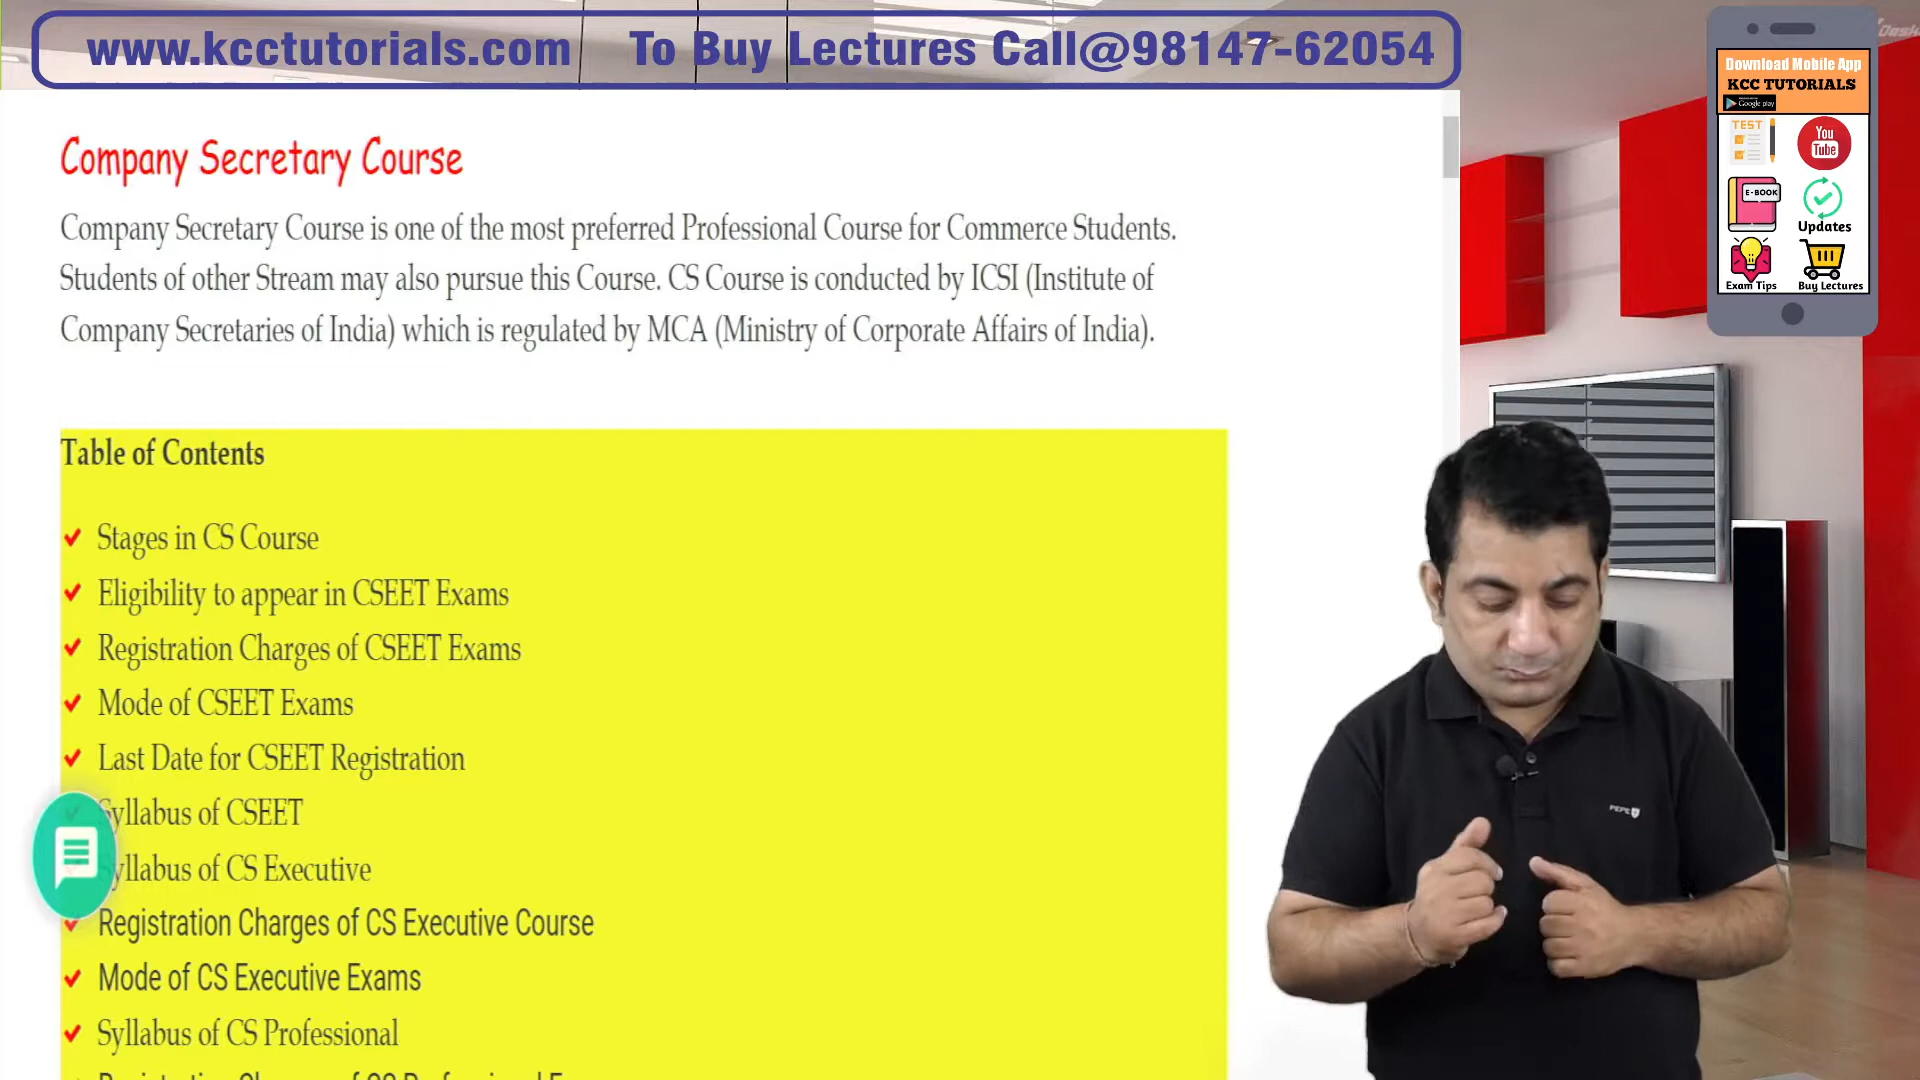 www.kcctutorials.com To Buy Lectures Call@98147-62054
Desk
Download Mobile App
KCC TUTORIALS
Google play
TEST
You
Tube
E-BOOK
Updates
Exam Tips
Buy Lectures
Company Secretary Course
Company Secretary Course is one of the most preferred Professional Course for Commerce Students.
Students of other Stream may also pursue this Course. CS Course is conducted by ICSI (Institute of
Company Secretaries of India) which is regulated by MCA (Ministry of Corporate Affairs of India).
Table of Contents
Stages in CS Course
Eligibility to appear in CSEET Exams
Registration Charges of CSEET Exams
Mode of CSEET Exams
Last Date for CSEET Registration
Syllabus of CSEET
Syllabus of CS Executive
Registration Charges of CS Executive Course
Mode of CS Executive Exams
Syllabus of CS Professional
PEPE